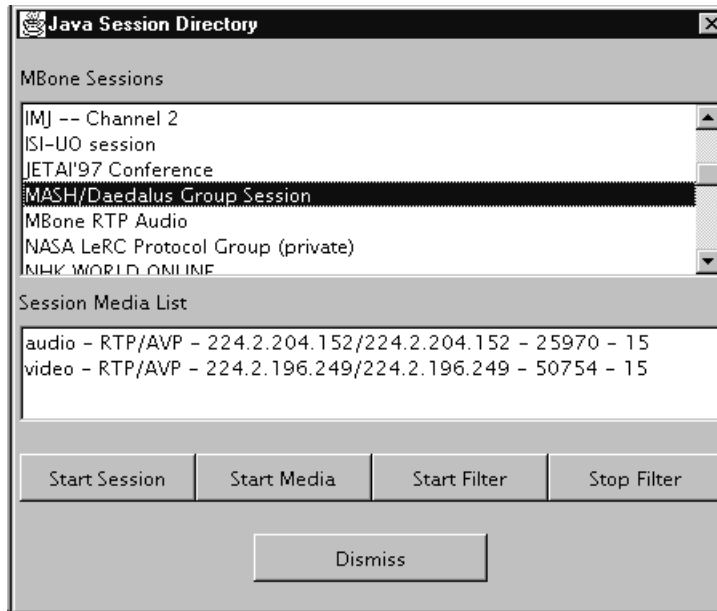 Java Session Directory
MBone Sessions
IMJ -- Channel 2
ISI-UO session
JETAI'97 Conference
MASH/Daedalus Group Session
MBone RTP Audio
NASA LeRC Protocol Group (private)
NHK WORLD ONLINE
Session Media List
audio - RTP/AVP - 224.2.204.152/224.2.204.152 - 25970 - 15
video - RTP/AVP - 224.2.196.249/224.2.196.249 - 50754 - 15
Start Session Start Media Start Filter Stop Filter
Dismiss